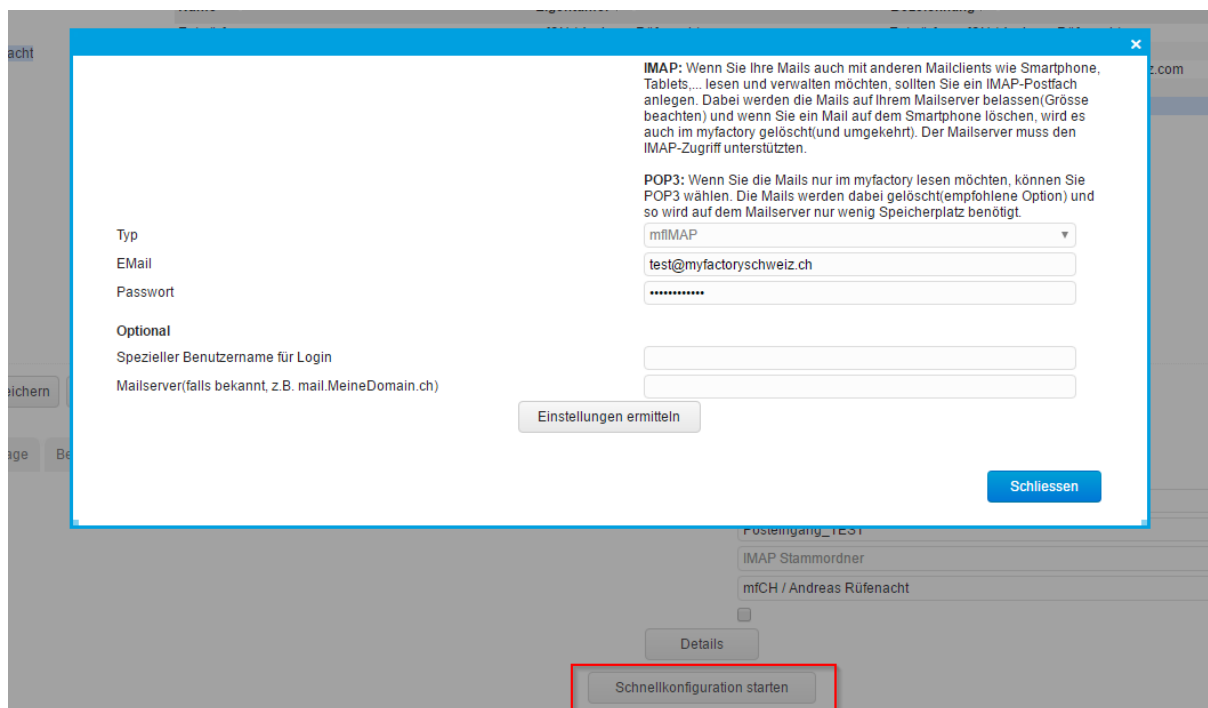 acht
z.com
×
IMAP: Wenn Sie Ihre Mails auch mit anderen Mailclients wie Smartphone,
Tablets,... lesen und verwalten möchten, sollten Sie ein IMAP-Postfach
anlegen. Dabei werden die Mails auf Ihrem Mailserver belassen(Grösse
beachten) und wenn Sie ein Mail auf dem Smartphone löschen, wird es
auch im myfactory gelöscht(und umgekehrt). Der Mailserver muss den
IMAP-Zugriff unterstützten.
POP3: Wenn Sie die Mails nur im myfactory lesen möchten, können Sie
POP3 wählen. Die Mails werden dabei gelöscht(empfohlene Option) und
so wird auf dem Mailserver nur wenig Speicherplatz benötigt.
Typ mfIMAP
EMail test@myfactoryschweiz.ch
Passwort ••••••••••••
Optional
Spezieller Benutzername für Login
Mailserver(falls bekannt, z.B. mail.MeineDomain.ch)
eichern
Einstellungen ermitteln
age Be
Schliessen
Posteingang_TEST
IMAP Stammordner
mfCH / Andreas Rüfenacht
Details
Schnellkonfiguration starten